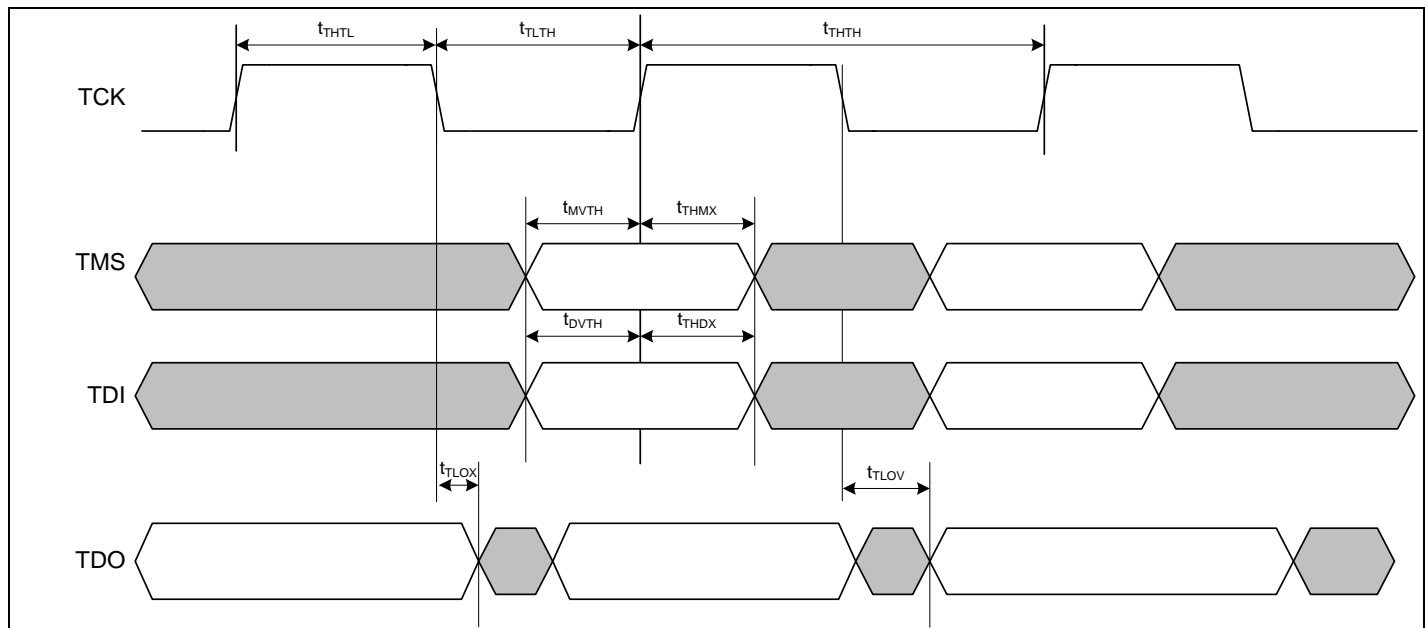 tTHTL tTLTH tTHTH
TCK
tMVTH tTHMX
TMS
tDVTH tTHDX
TDI
tTLOX tTLOV
TDO